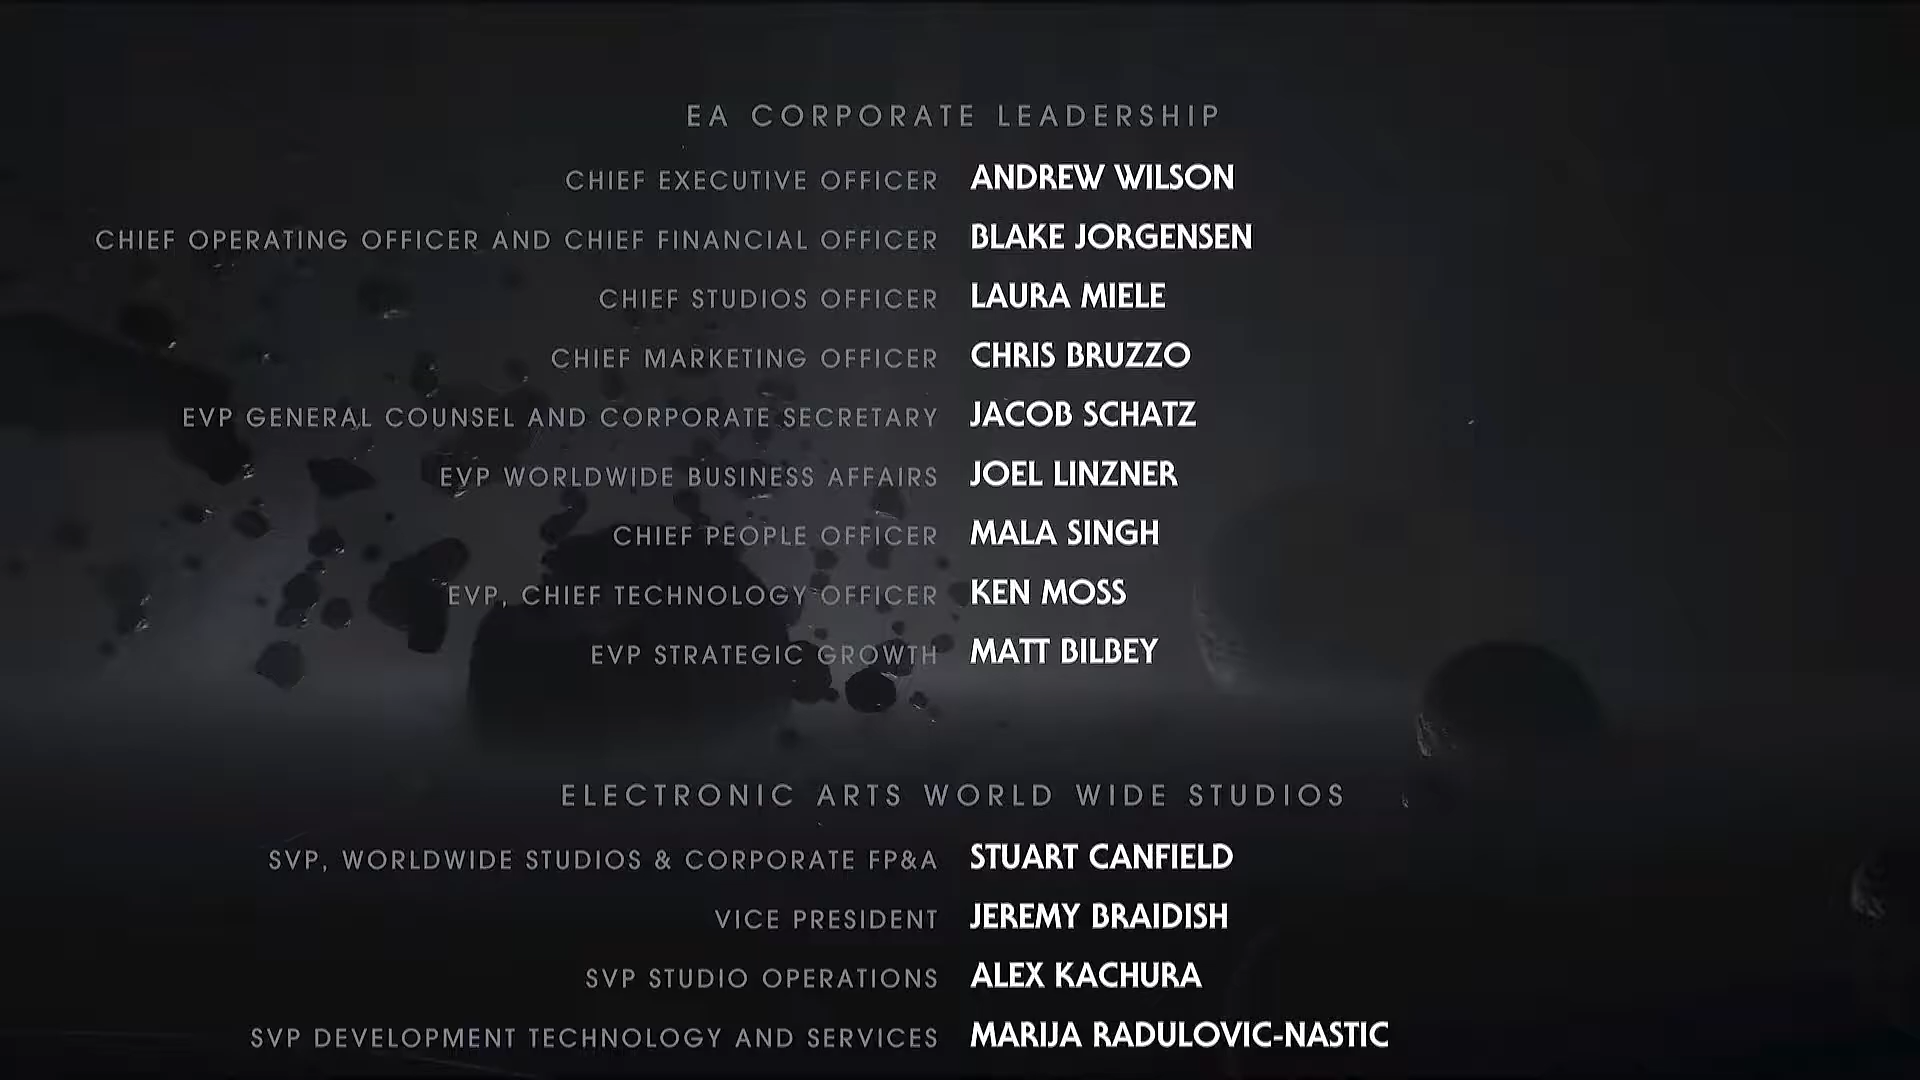 EA CORPORATE LEADERSHIP
CHIEF EXECUTIVE OFFICER ANDREW WILSON
CHIEF OPERATING OFFICER AND CHIEF FINANCIAL OFFICER BLAKE JORGENSEN
CHIEF STUDIOS OFFICER LAURA MIELE
CHIEF MARKETING OFFICER CHRIS BRUZZO
EVP GENERAL COUNSEL AND CORPORATE SECRETARY JACOB SCHATZ
EVP WORLDWIDE BUSINESS AFFAIRS JOEL LINZNER
CHIEF PEOPLE OFFICER MALA SINGH
EVP, CHIEF TECHNOLOGY OFFICER KEN MOSS
EVP STRATEGIC GROWTH MATT BILBEY
ELECTRONIC ARTS WORLD WIDE STUDIOS
SVP, WORLDWIDE STUDIOS & CORPORATE FP&A STUART CANFIELD
VICE PRESIDENT JEREMY BRAIDISH
SVP STUDIO OPERATIONS ALEX KACHURA
SVP DEVELOPMENT TECHNOLOGY AND SERVICES MARIJA RADULOVIC-NASTIC